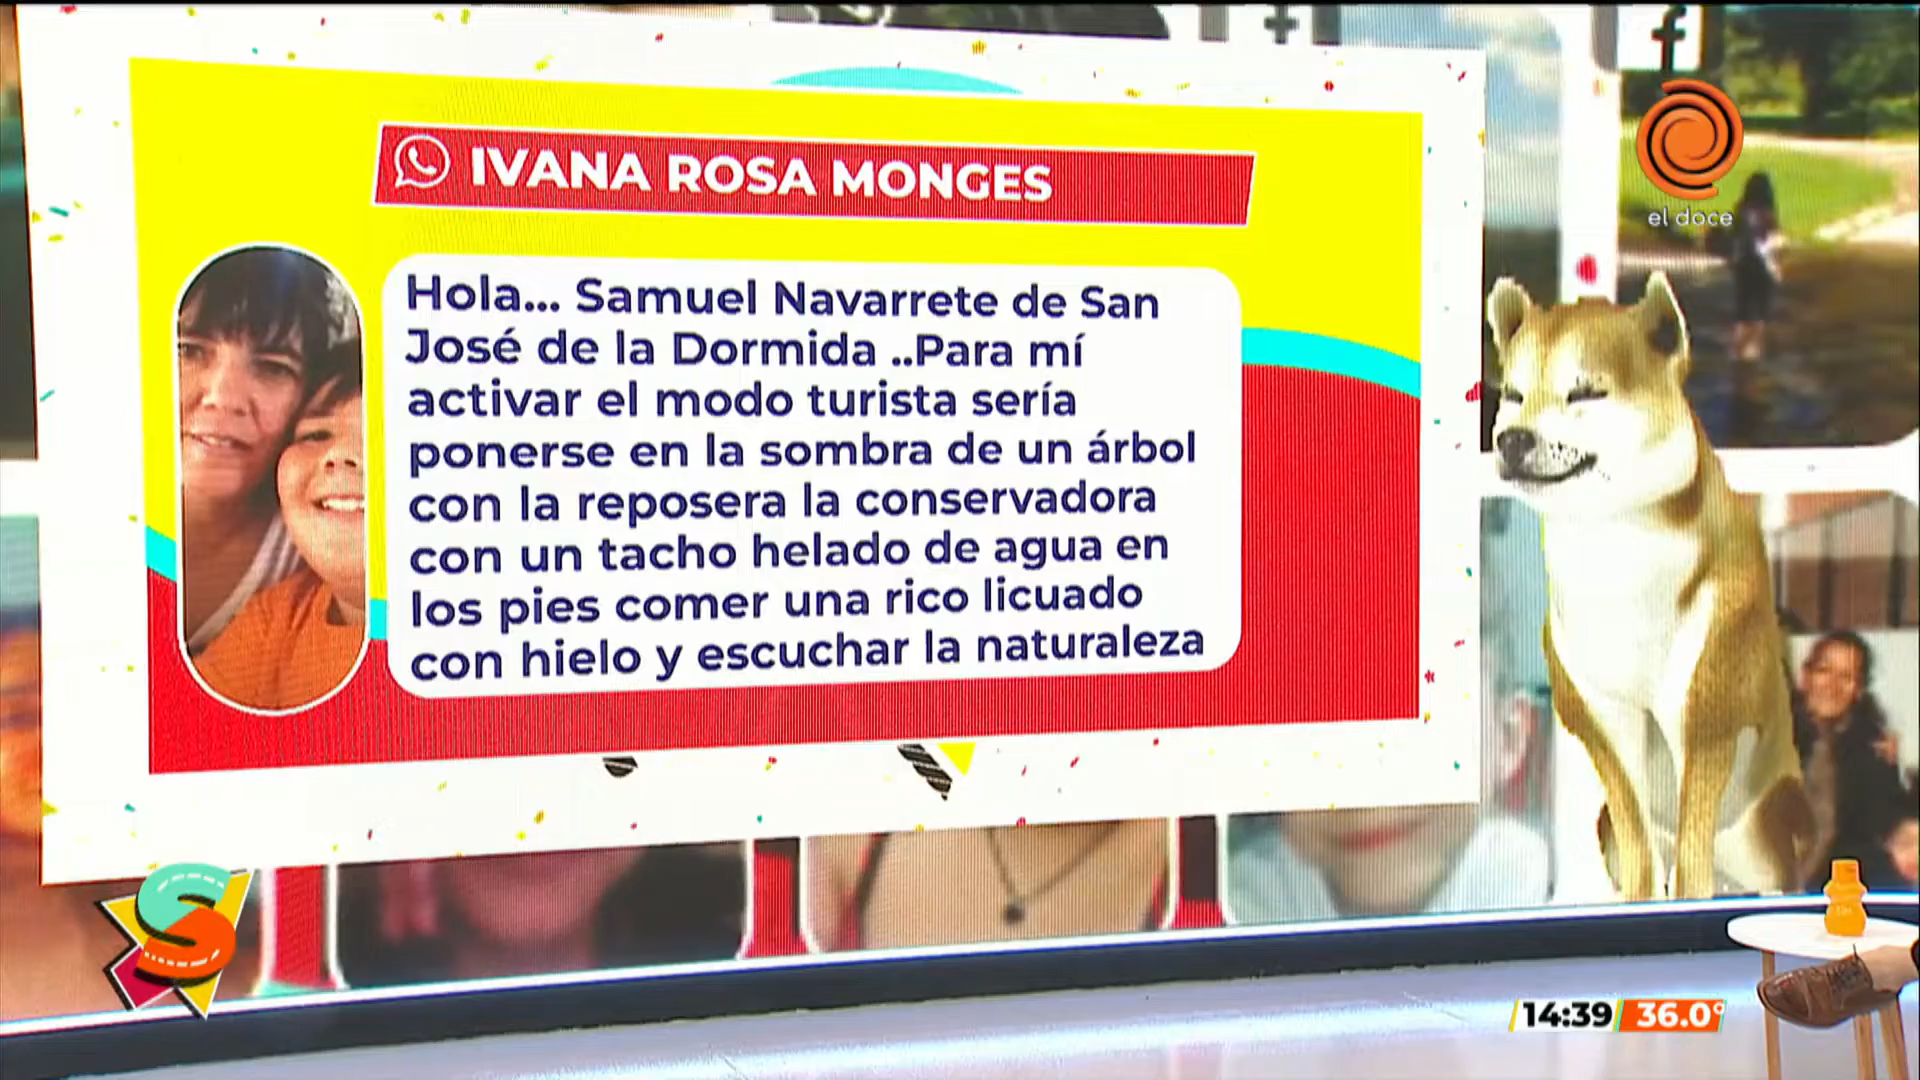 IVANA ROSA MONGES
Hola... Samuel Navarrete de San
José de la Dormida ..Para mí
activar el modo turista sería
ponerse en la sombra de un árbol
con la reposera la conservadora
con un tacho helado de agua en
los pies comer una rico licuado
con hielo y escuchar la naturaleza
el doce
S
14:39 36.0°